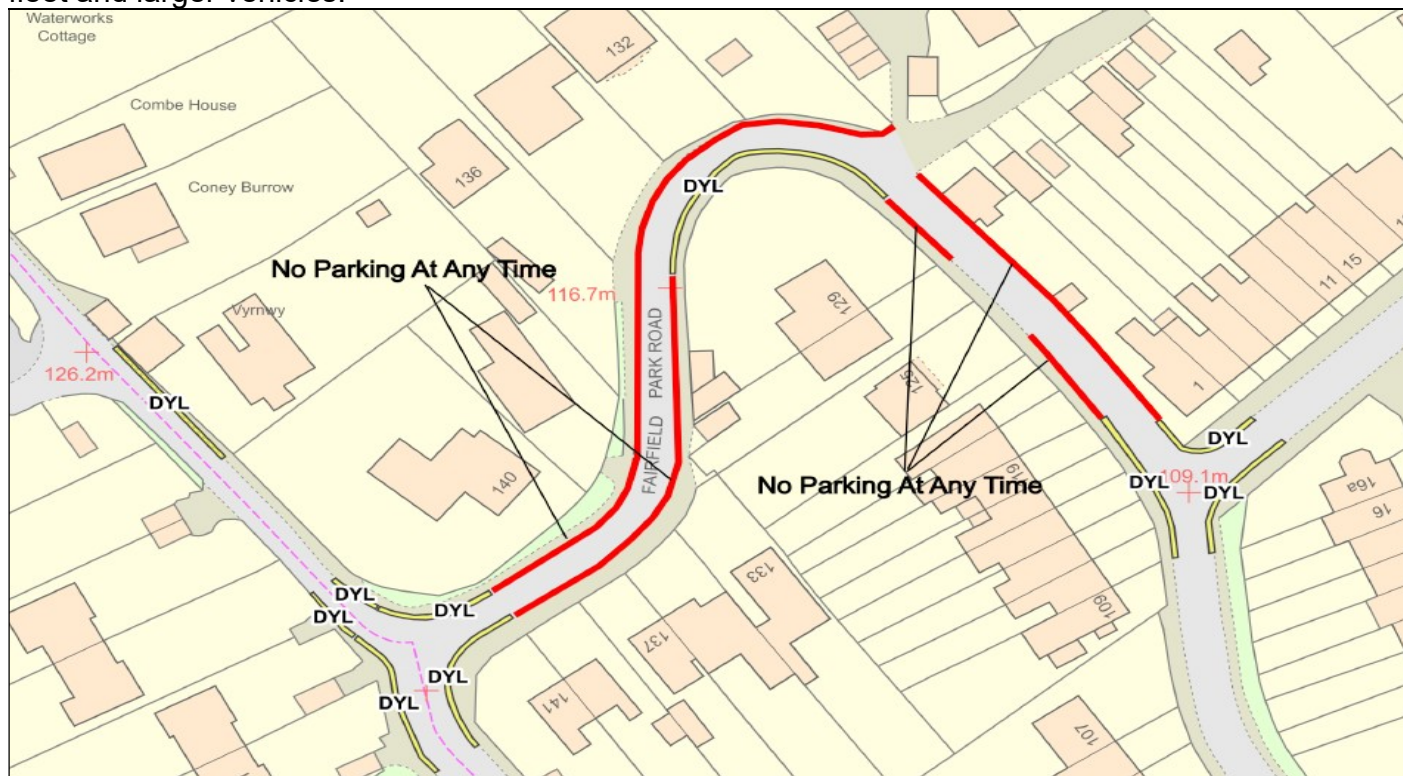 Waterworks
Cottage
132
Combe House
136
Coney Burrow
DYL
No Parking At Any Time
116.7m
129
11 15
Vyrnwy
126.2m
FAIRFIELD PARK ROAD
125
1
DYL
DYL
140
119
No Parking At Any Time
DYL
109.1m
DYL
16a
16
133
DYL
DYL
DYL
109
137
DYL
DYL
141
107